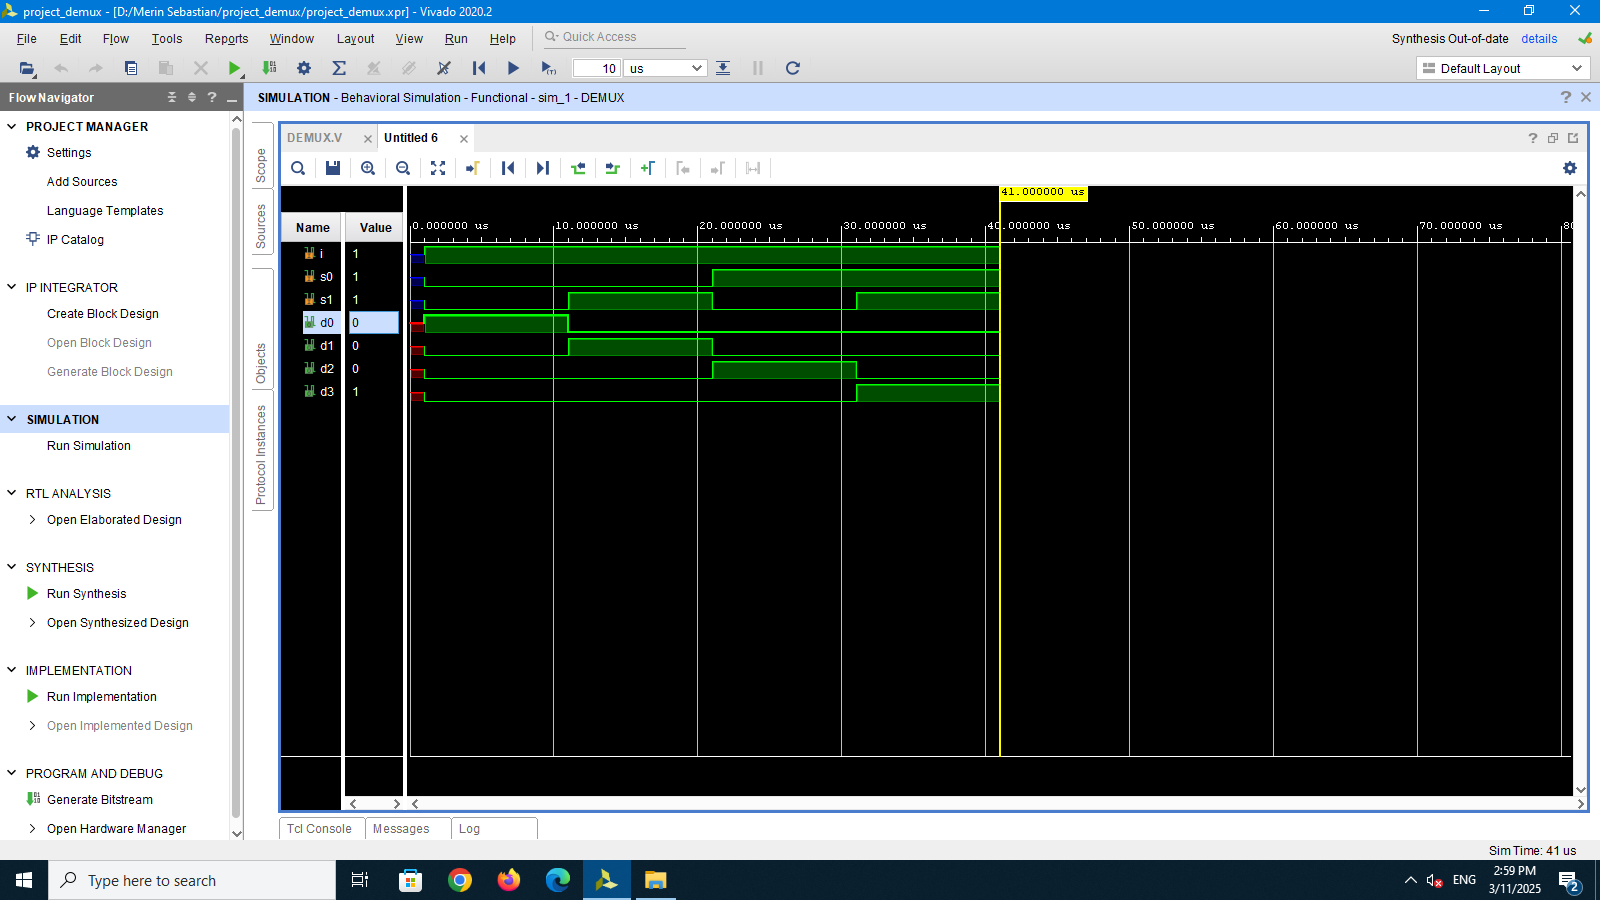 project_demux - [D:/Merin Sebastian/project_demux/project_demux.xpr] - Vivado 2020.2
File Edit Flow Tools Reports Window Layout View Run Help Quick Access
Synthesis Out-of-date details
10 us
Default Layout
Flow Navigator
SIMULATION - Behavioral Simulation - Functional - sim_1 - DEMUX
PROJECT MANAGER
Settings
Add Sources
Language Templates
IP Catalog
IP INTEGRATOR
Create Block Design
Open Block Design
Generate Block Design
SIMULATION
Run Simulation
RTL ANALYSIS
Open Elaborated Design
SYNTHESIS
Run Synthesis
Open Synthesized Design
IMPLEMENTATION
Run Implementation
Open Implemented Design
PROGRAM AND DEBUG
Generate Bitstream
Open Hardware Manager
Scope
Sources
Objects
Protocol Instances
DEMUX.V Untitled 6
41.000000 us
Name Value
0.000000 us 10.000000 us 20.000000 us 30.000000 us 40.000000 us 50.000000 us 60.000000 us 70.000000 us 80
i 1
s0 1
s1 1
d0 0
d1 0
d2 0
d3 1
Tcl Console Messages Log
Sim Time: 41 us
Type here to search
ENG
2:59 PM
3/11/2025
2